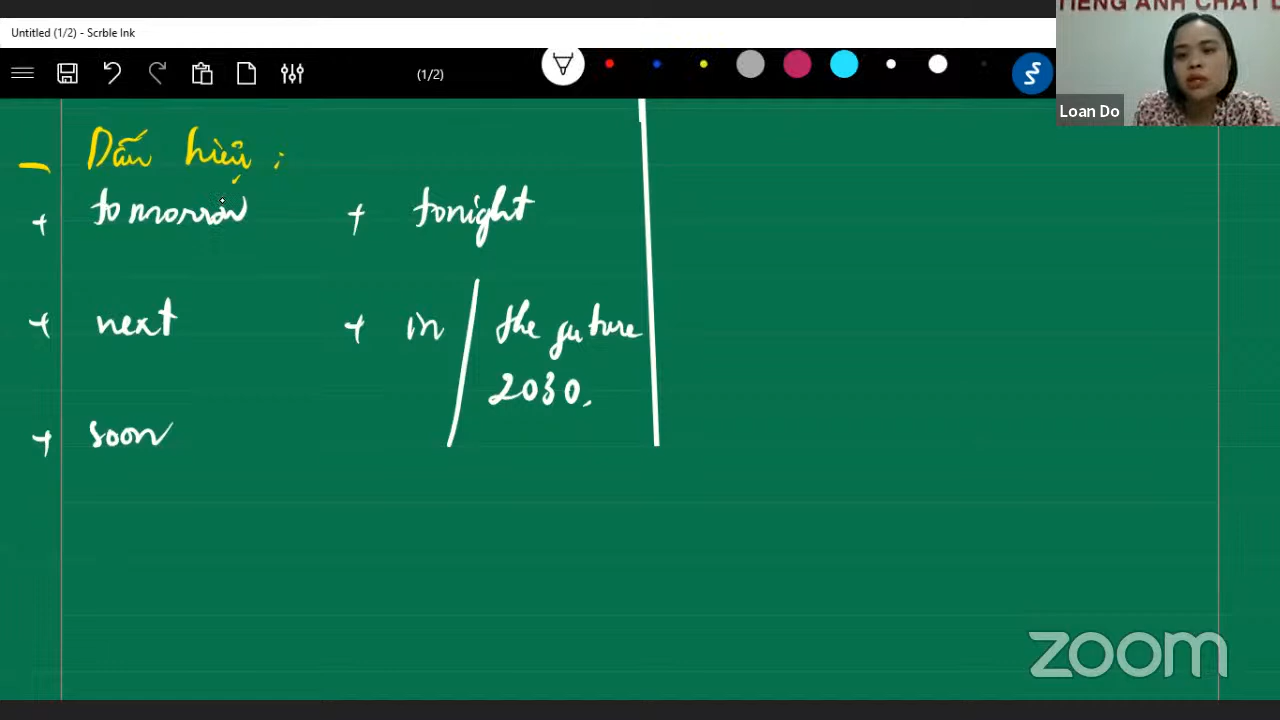 TIẾNG ANH CHẤT L
Untitled (1/2) - Scrble Ink
(1/2)
Loan Do
- Dấu hiệu :
+ tomorrow + tonight
+ next + in / the future
2030.
+ soon
zoom